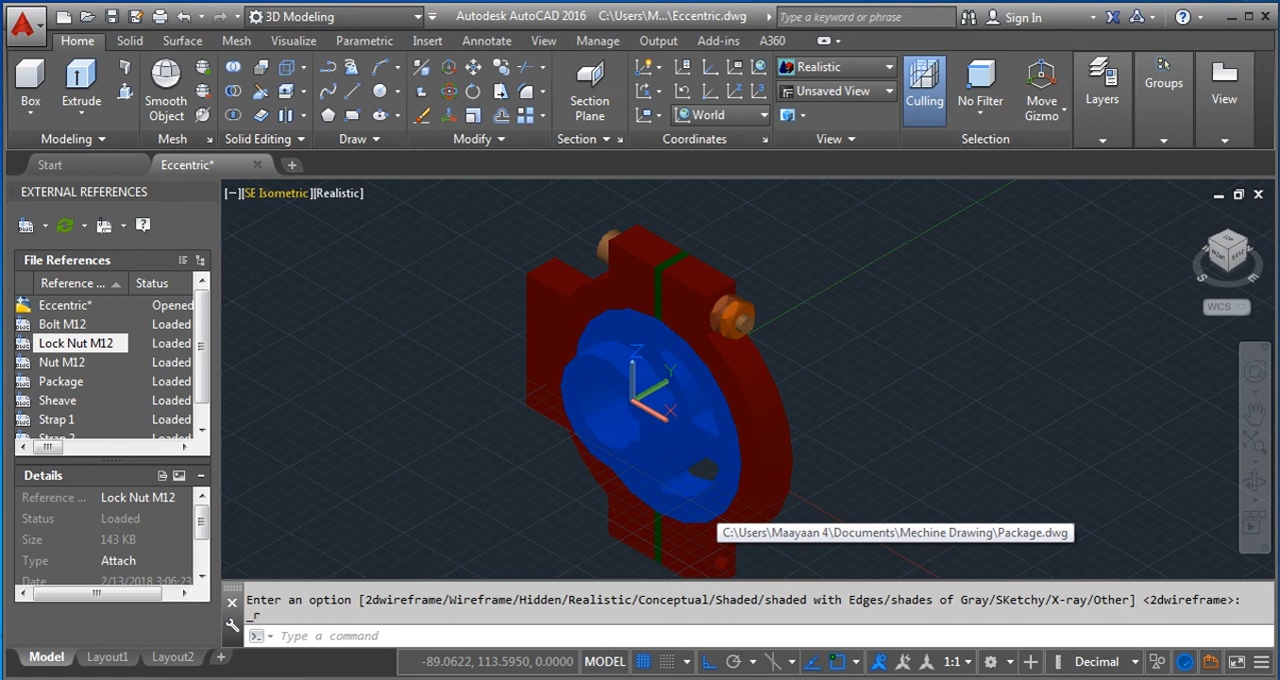 3D Modeling
Autodesk AutoCAD 2016 C:\Users\M...\Eccentric.dwg
Type a keyword or phrase
Sign In
Home
Solid
Surface
Mesh
Visualize
Parametric
Insert
Annotate
View
Manage
Output
Add-ins
A360
Box
Extrude
Smooth
Object
Section
Plane
World
Realistic
Unsaved View
Culling
No Filter
Move
Gizmo
Layers
Groups
View
Modeling
Mesh
Solid Editing
Draw
Modify
Section
Coordinates
View
Selection
Start
Eccentric*
EXTERNAL REFERENCES
File References
Reference ...
Status
Eccentric* Opened
Bolt M12 Loaded
Lock Nut M12 Loaded
Nut M12 Loaded
Package Loaded
Sheave Loaded
Strap 1 Loaded
Strap 2 Loaded
Details
Reference ... Lock Nut M12
Status Loaded
Size 143 KB
Type Attach
Date 2/13/2018 3:06:23
[−][SE Isometric][Realistic]
Z
Y
X
WCS
C:\Users\Maayaan 4\Documents\Mechine Drawing\Package.dwg
Enter an option [2dwireframe/Wireframe/Hidden/Realistic/Conceptual/Shaded/shaded with Edges/shades of Gray/SKetchy/X-ray/Other] <2dwireframe>:
_r
Type a command
Model
Layout1
Layout2
-89.0622, 113.5950, 0.0000
MODEL
1:1
Decimal